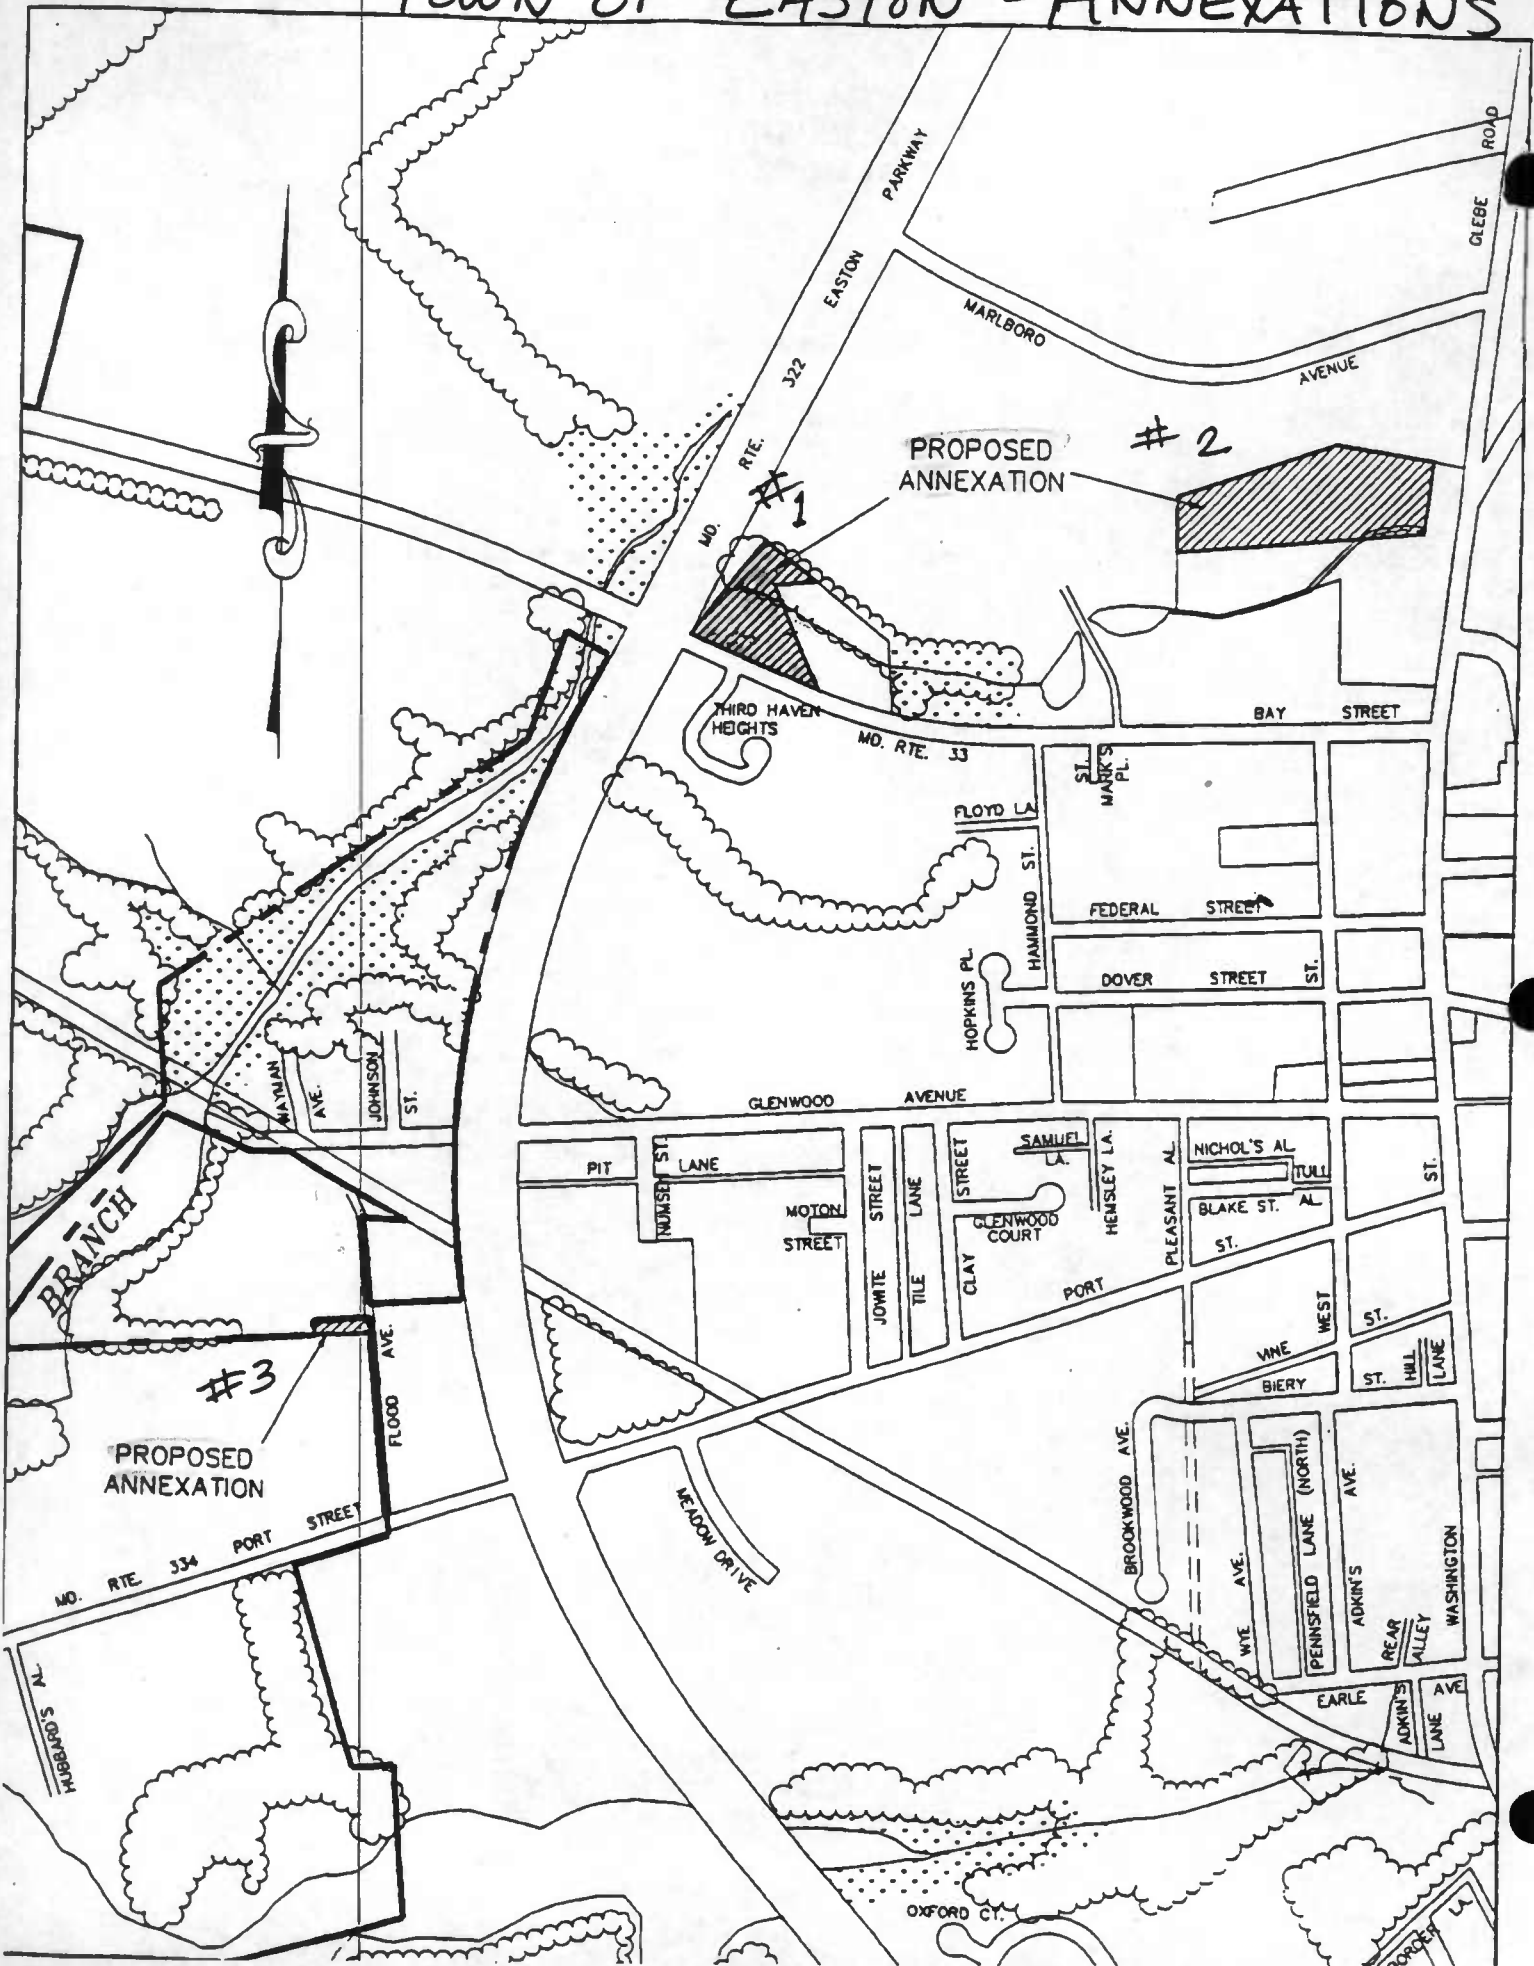 TOWN OF EASTON - ANNEXATIONS
ROAD
GLEBE
PARKWAY
EASTON
322
RTE.
MD.
MARLBORO
AVENUE
PROPOSED
ANNEXATION
#1
#2
THIRD HAVEN
HEIGHTS
MD. RTE. 33
BAY STREET
ST.
MARK'S
PL.
FLOYD LA.
HAMMOND ST.
FEDERAL STREET
HOPKINS PL.
DOVER STREET
ST.
WAYMAN
AVE.
JOHNSON
ST.
GLENWOOD AVENUE
PIT LANE
NUMSEN ST.
MOTON
STREET
JOWITE STREET
TILE LANE
CLAY STREET
SAMUEL
LA.
GLENWOOD
COURT
HEMSLEY LA.
PLEASANT AL.
NICHOL'S AL
TULL
AL
BLAKE ST.
ST.
PORT ST.
BRANCH
WEST
VINE ST.
BIERY ST.
HILL
LANE
FLOOD AVE.
#3
PROPOSED
ANNEXATION
MD. RTE. 334 PORT STREET
MEADOW DRIVE
BROOKWOOD AVE.
WYE AVE.
PENNSFIELD LANE (NORTH)
ADKIN'S AVE.
REAR
ALLEY
WASHINGTON
HUBBARD'S AL.
EARLE AVE
ADKIN'S
LANE
OXFORD CT.
BORDER LA.